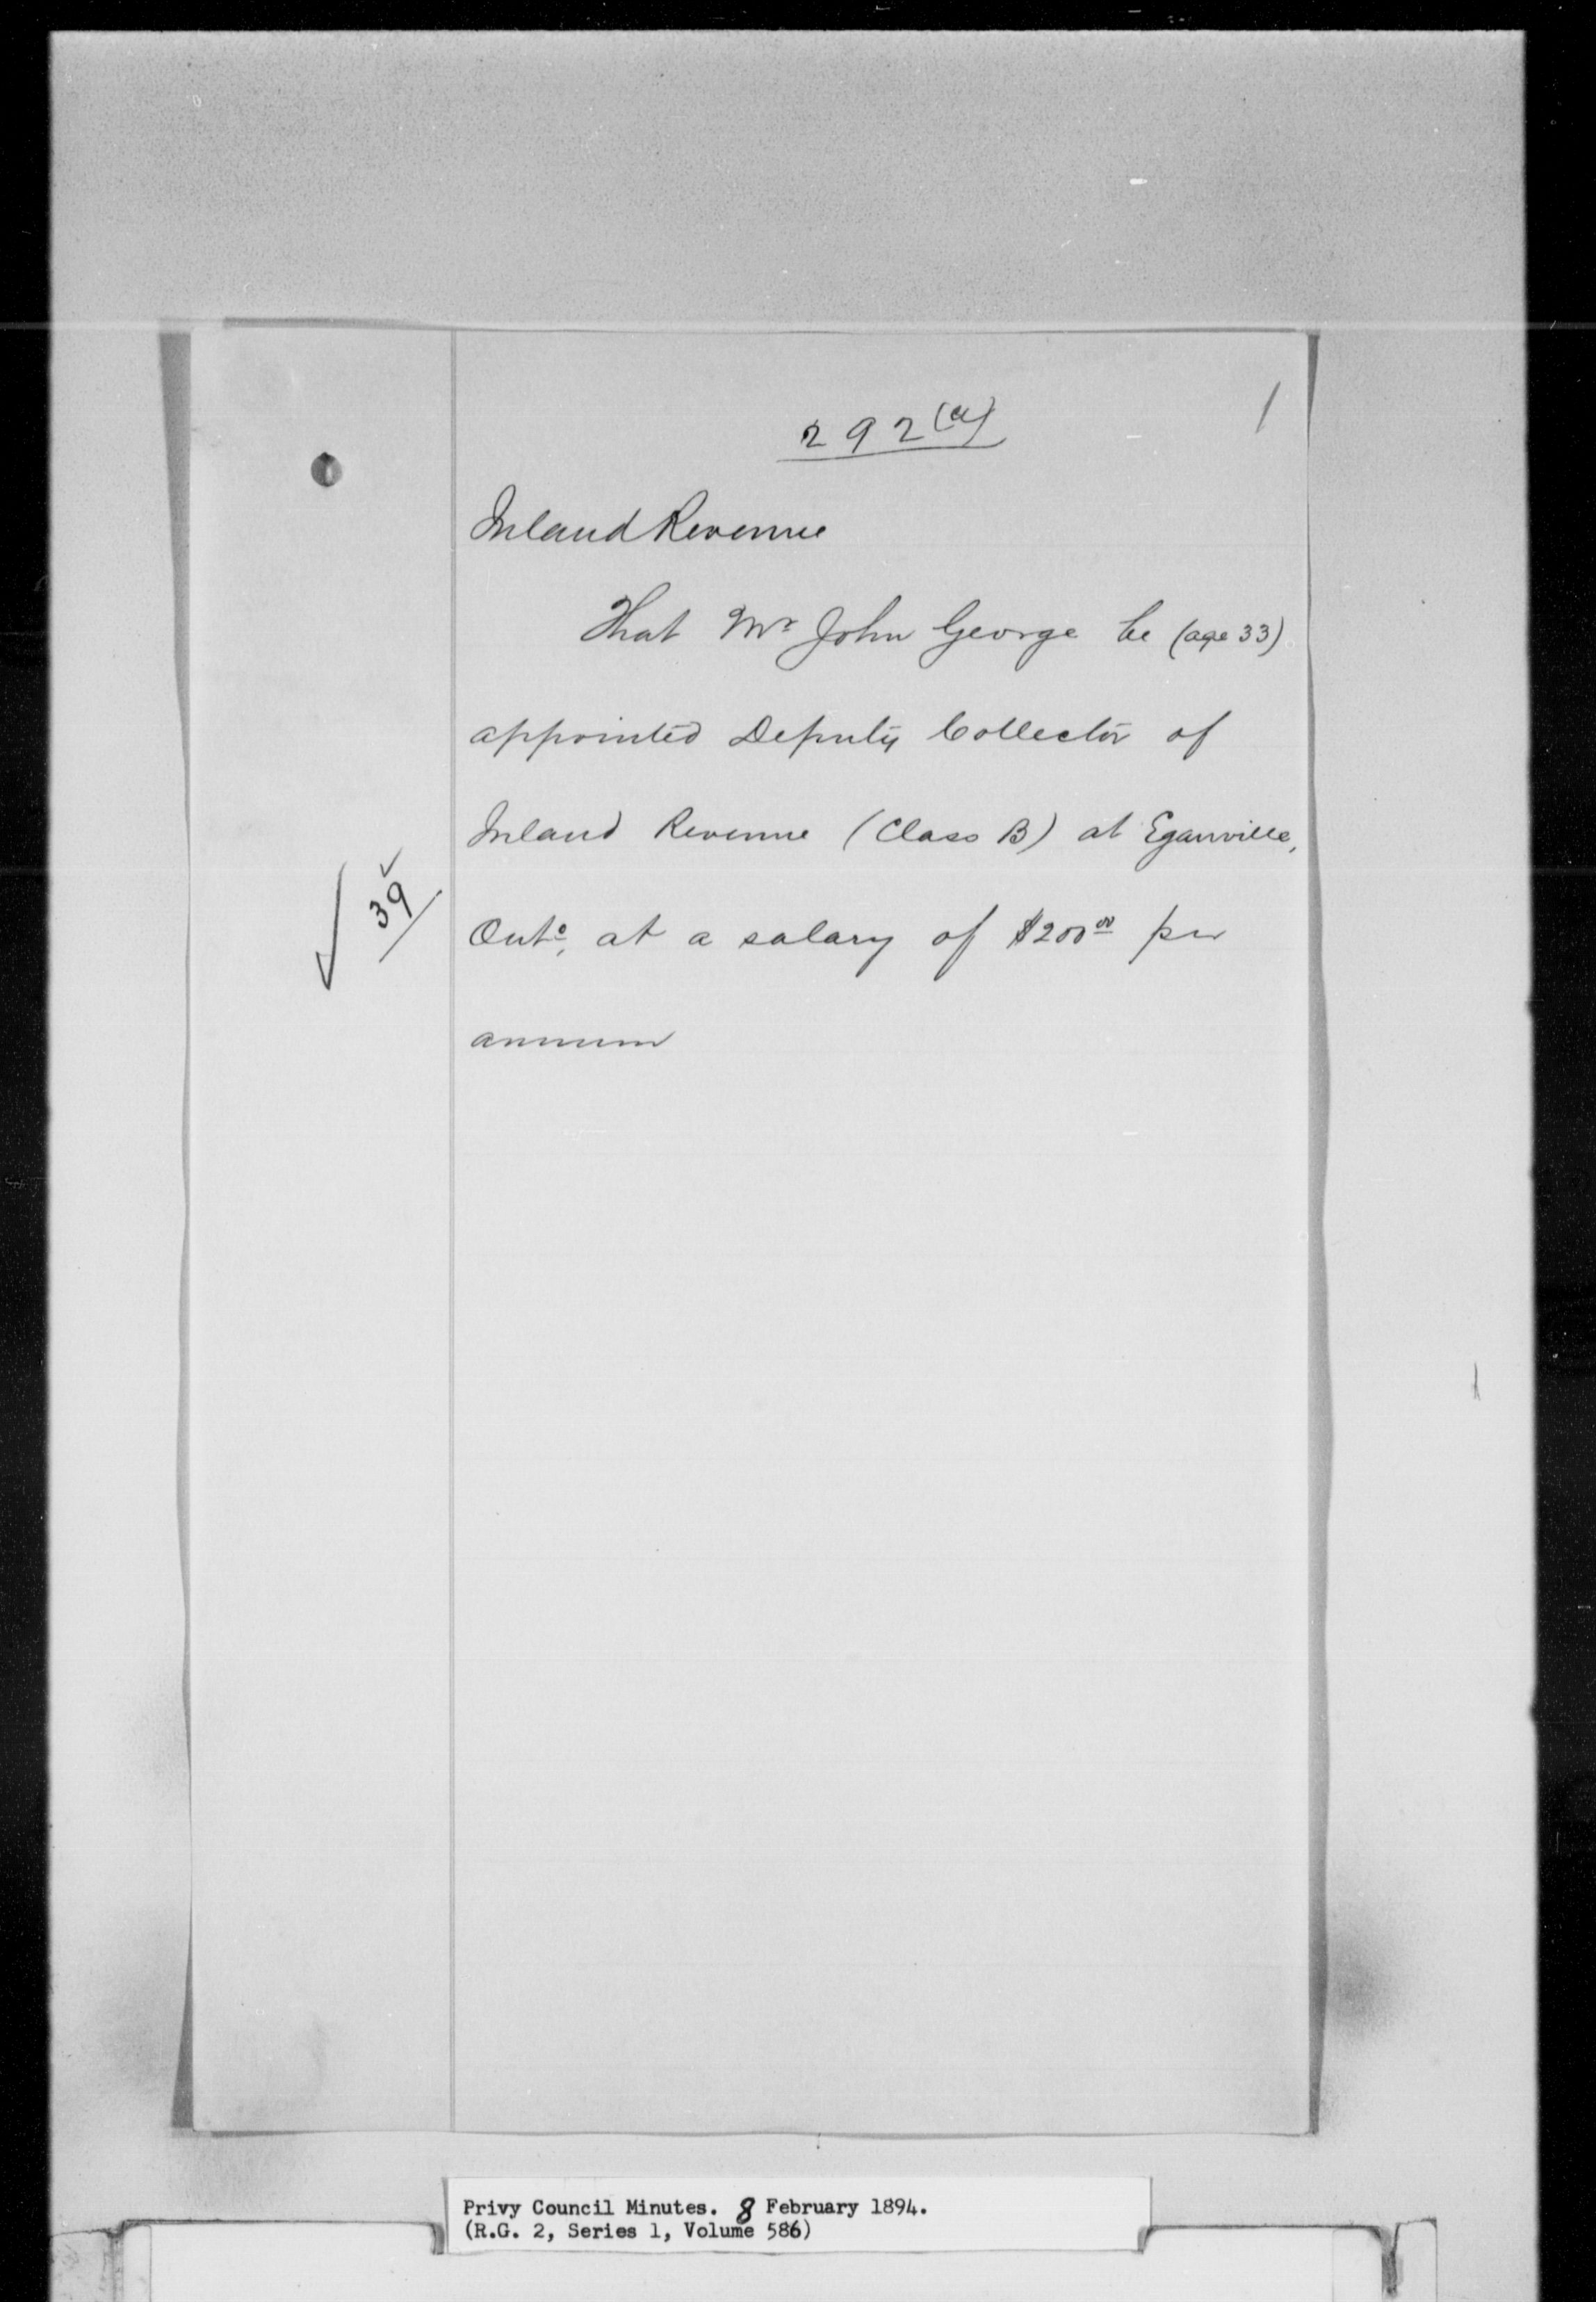 292(a)
1
Inland Revenue
That Mr John George be (age 33)
appointed Deputy Collector of
Inland Revenue (Class B) at Eganville,
39
Onto, at a salary of $200 00 per
annum
Privy Council Minutes. 8 February 1894.
(R.G. 2, Series 1, Volume 586)